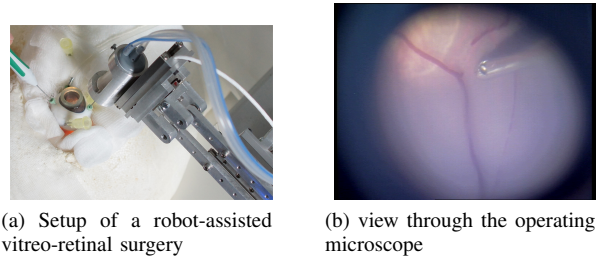 (a) Setup of a robot-assisted
vitreo-retinal surgery
(b) view through the operating
microscope